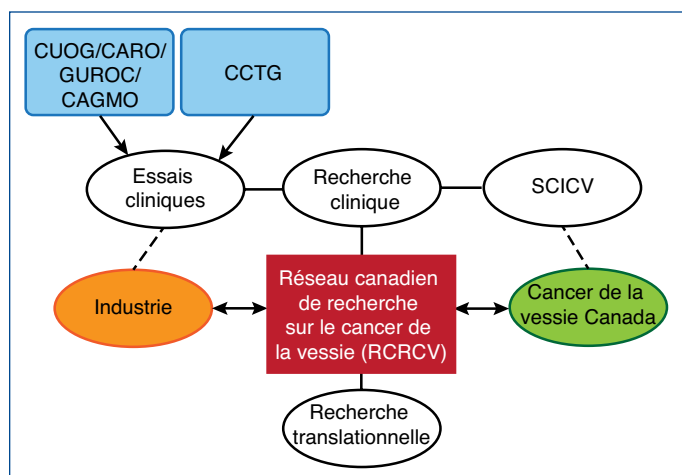 CUOG/CARO/
GUROC/
CAGMO
CCTG
Essais
cliniques
Recherche
clinique
SCICV
Industrie
Réseau canadien
de recherche
sur le cancer de
la vessie (RCRCV)
Cancer de la
vessie Canada
Recherche
translationnelle